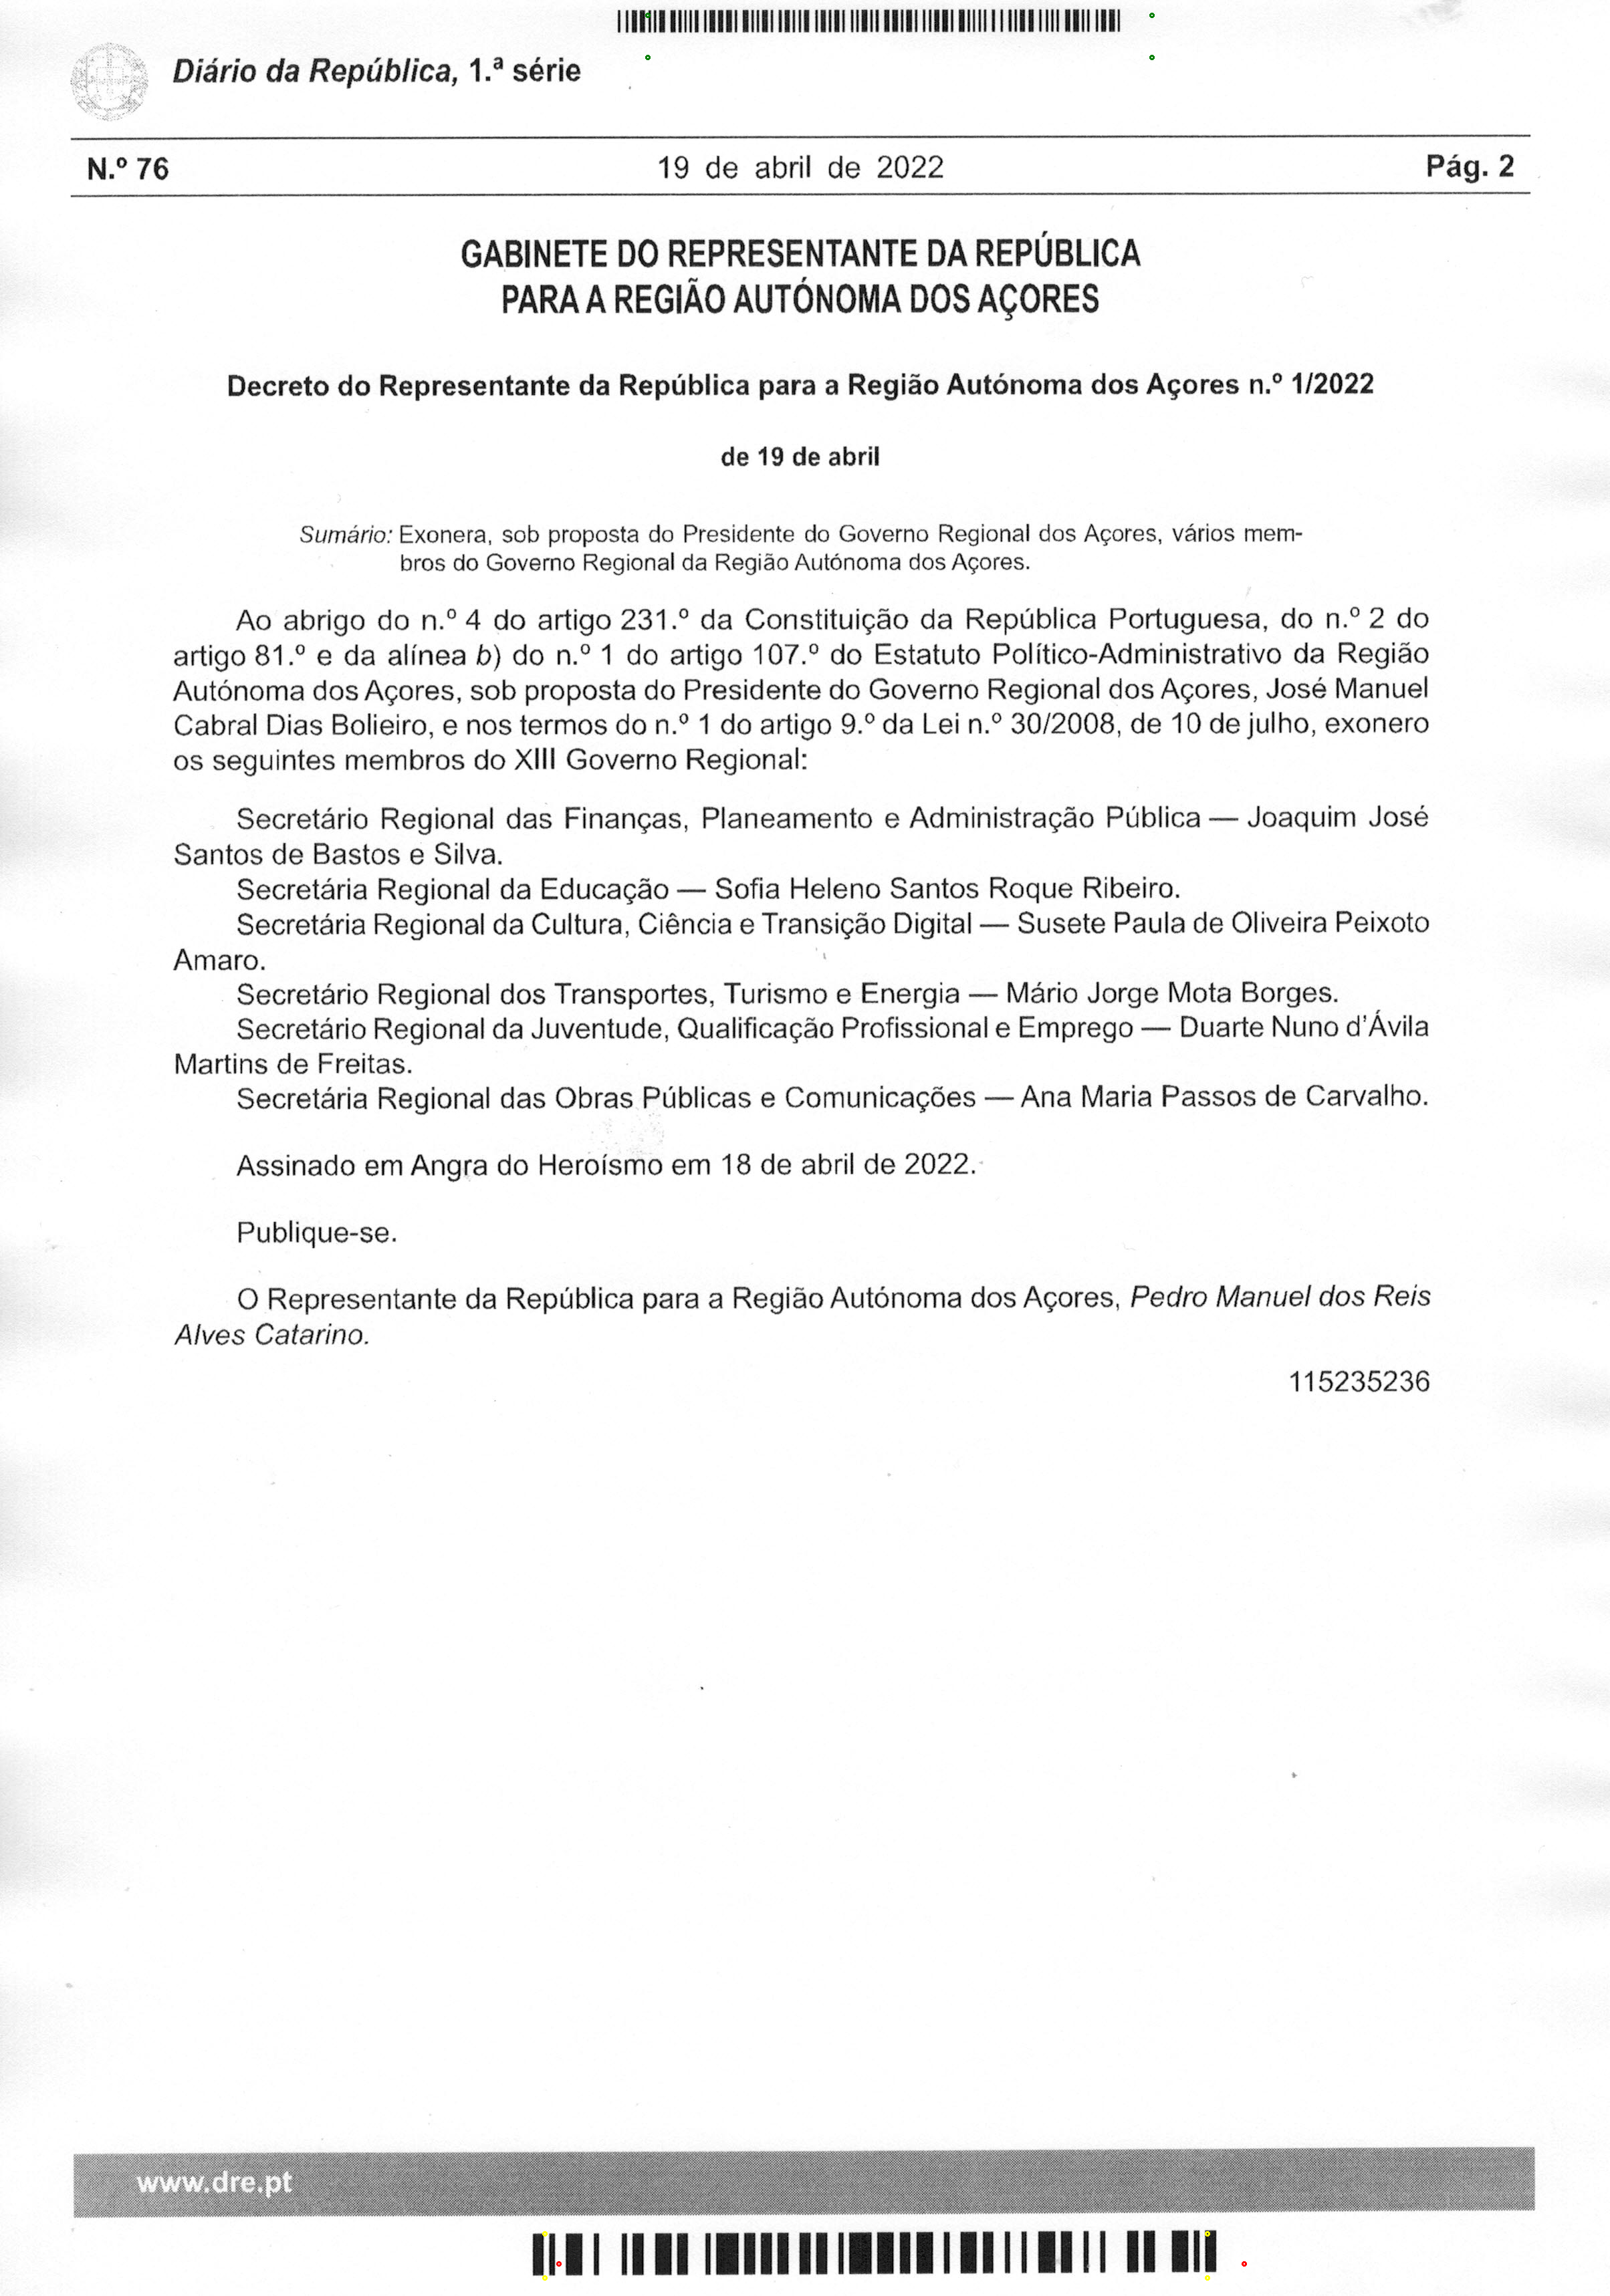 Diário da República, 1.ª série
N.º 76 19 de abril de 2022 Pág. 2
GABINETE DO REPRESENTANTE DA REPÚBLICA
PARA A REGIÃO AUTÓNOMA DOS AÇORES
Decreto do Representante da República para a Região Autónoma dos Açores n.º 1/2022
de 19 de abril
Sumário: Exonera, sob proposta do Presidente do Governo Regional dos Açores, vários mem-
bros do Governo Regional da Região Autónoma dos Açores.
Ao abrigo do n.º 4 do artigo 231.º da Constituição da República Portuguesa, do n.º 2 do
artigo 81.º e da alínea b) do n.º 1 do artigo 107.º do Estatuto Político-Administrativo da Região
Autónoma dos Açores, sob proposta do Presidente do Governo Regional dos Açores, José Manuel
Cabral Dias Bolieiro, e nos termos do n.º 1 do artigo 9.º da Lei n.º 30/2008, de 10 de julho, exonero
os seguintes membros do XIII Governo Regional:
Secretário Regional das Finanças, Planeamento e Administração Pública — Joaquim José
Santos de Bastos e Silva.
Secretária Regional da Educação — Sofia Heleno Santos Roque Ribeiro.
Secretária Regional da Cultura, Ciência e Transição Digital — Susete Paula de Oliveira Peixoto
Amaro.
Secretário Regional dos Transportes, Turismo e Energia — Mário Jorge Mota Borges.
Secretário Regional da Juventude, Qualificação Profissional e Emprego — Duarte Nuno d'Ávila
Martins de Freitas.
Secretária Regional das Obras Públicas e Comunicações — Ana Maria Passos de Carvalho.
Assinado em Angra do Heroísmo em 18 de abril de 2022.
Publique-se.
O Representante da República para a Região Autónoma dos Açores, Pedro Manuel dos Reis
Alves Catarino.
115235236
www.dre.pt